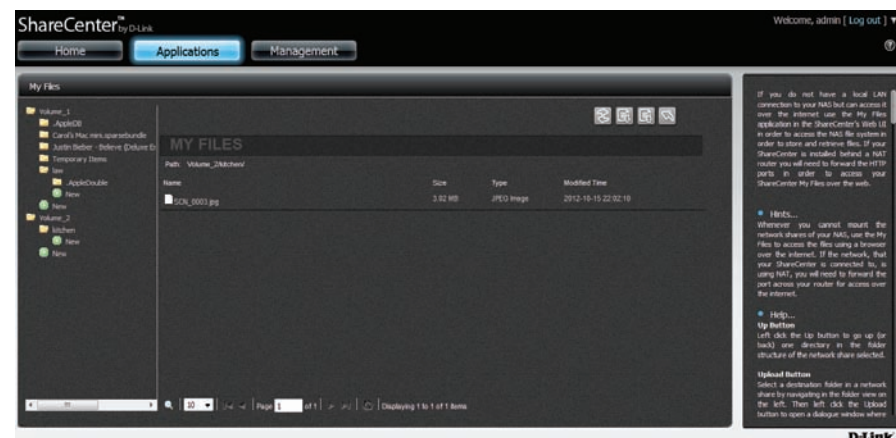 ShareCenter™ by D-Link
Welcome, admin [ Log out ]
Home
Applications
Management
My Files
Volume_1
.AppleDB
Carol's Mac mini.sparsebundle
Justin Bieber - Believe (Deluxe E
Temporary Items
law
.AppleDouble
New
New
Volume_2
kitchen
New
New
MY FILES
Path: Volume_2/kitchen/
Name Size Type Modified Time
SCN_0003.jpg 3.02 MB JPEG Image 2012-10-15 22:02:10
10 Page 1 of 1 Displaying 1 to 1 of 1 items
If you do not have a local LAN
connection to your NAS but can access it
over the internet use the My Files
application in the ShareCenter's Web UI
in order to access the NAS file system in
order to store and retrieve files. If your
ShareCenter is installed behind a NAT
router you will need to forward the HTTP
ports in order to access your
ShareCenter My Files over the web.
Hints...
Whenever you cannot mount the
network shares of your NAS, use the My
Files to access the files using a browser
over the internet. If the network, that
your ShareCenter is connected to, is
using NAT, you will need to forward the
port across your router for access over
the internet.
Help...
Up Button
Left click the Up button to go up (or
back) one directory in the folder
structure of the network share selected.
Upload Button
Select a destination folder in a network
share by navigating in the folder view on
the left. Then left click the Upload
button to open a dialogue window where
D-Link